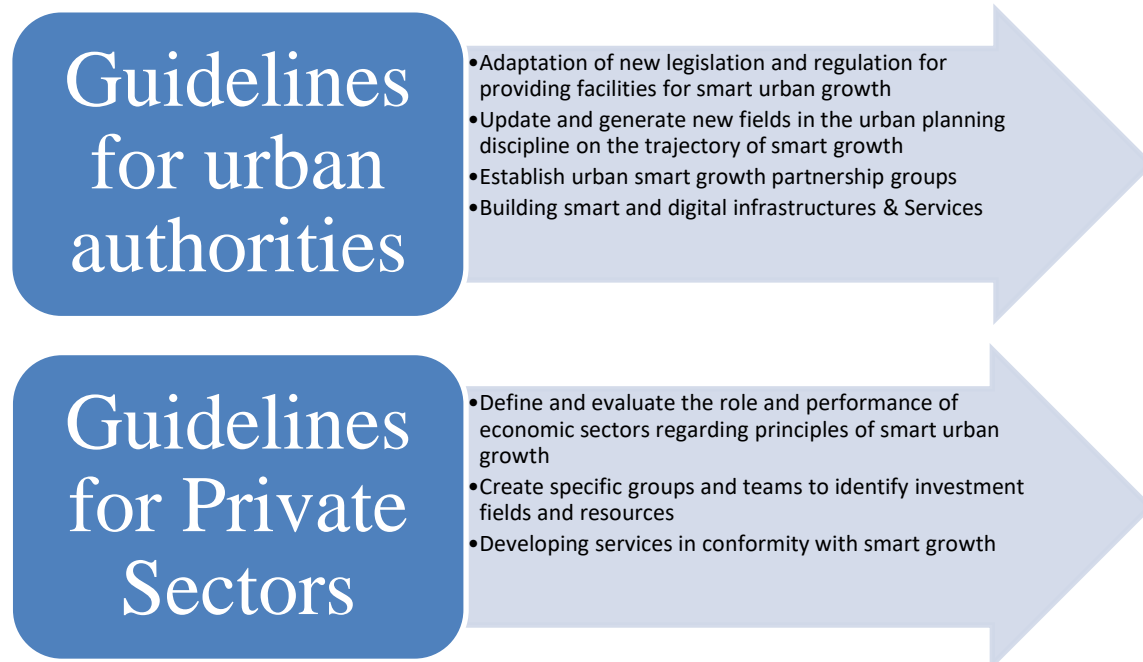 Guidelines
for urban
authorities
•Adaptation of new legislation and regulation for
providing facilities for smart urban growth
•Update and generate new fields in the urban planning
discipline on the trajectory of smart growth
•Establish urban smart growth partnership groups
•Building smart and digital infrastructures & Services
Guidelines
for Private
Sectors
•Define and evaluate the role and performance of
economic sectors regarding principles of smart urban
growth
•Create specific groups and teams to identify investment
fields and resources
•Developing services in conformity with smart growth